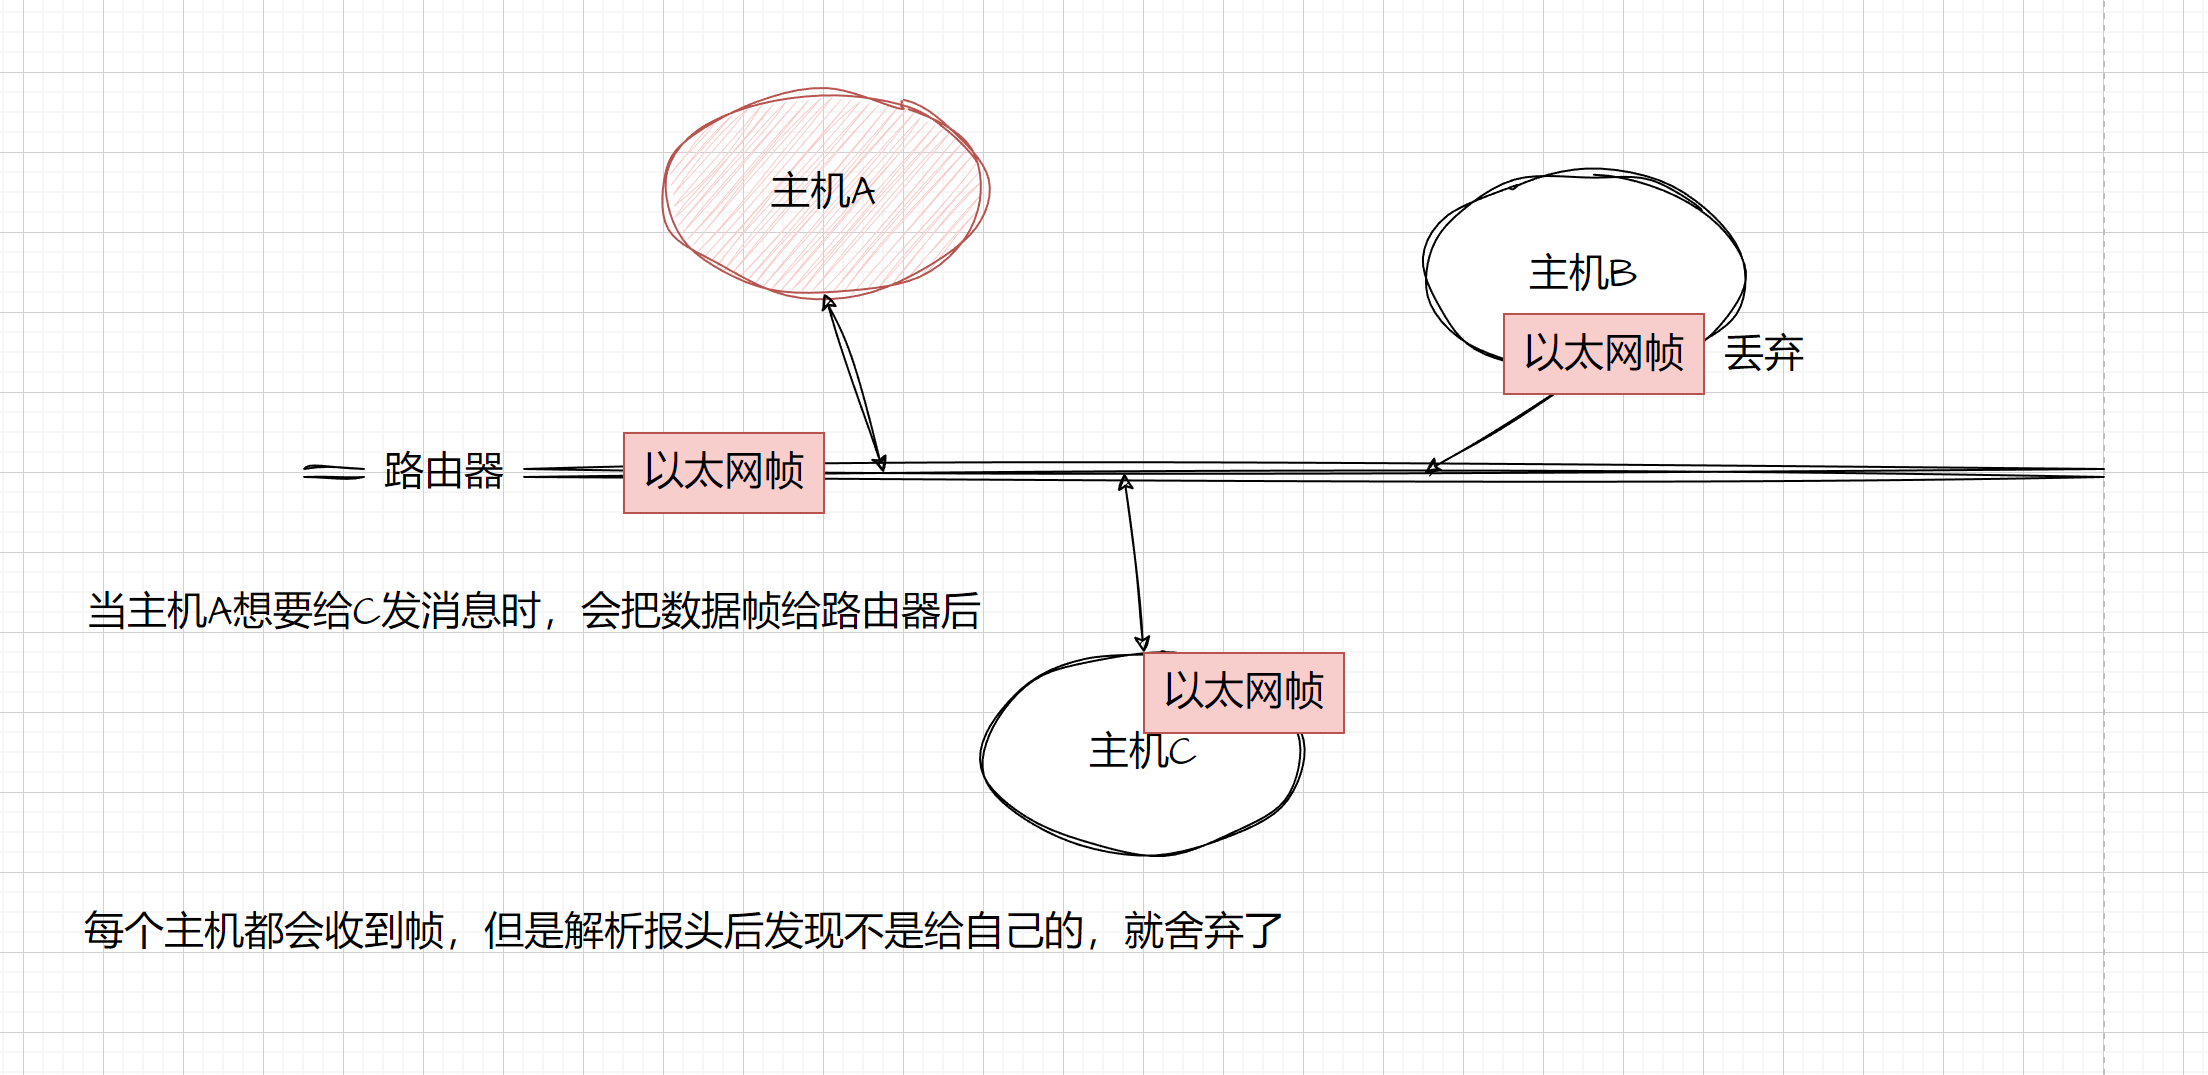 主机A
主机B
以太网帧 丢弃
路由器 以太网帧
当主机A想要给C发消息时，会把数据帧给路由器后
以太网帧
主机C
每个主机都会收到帧，但是解析报头后发现不是给自己的，就舍弃了